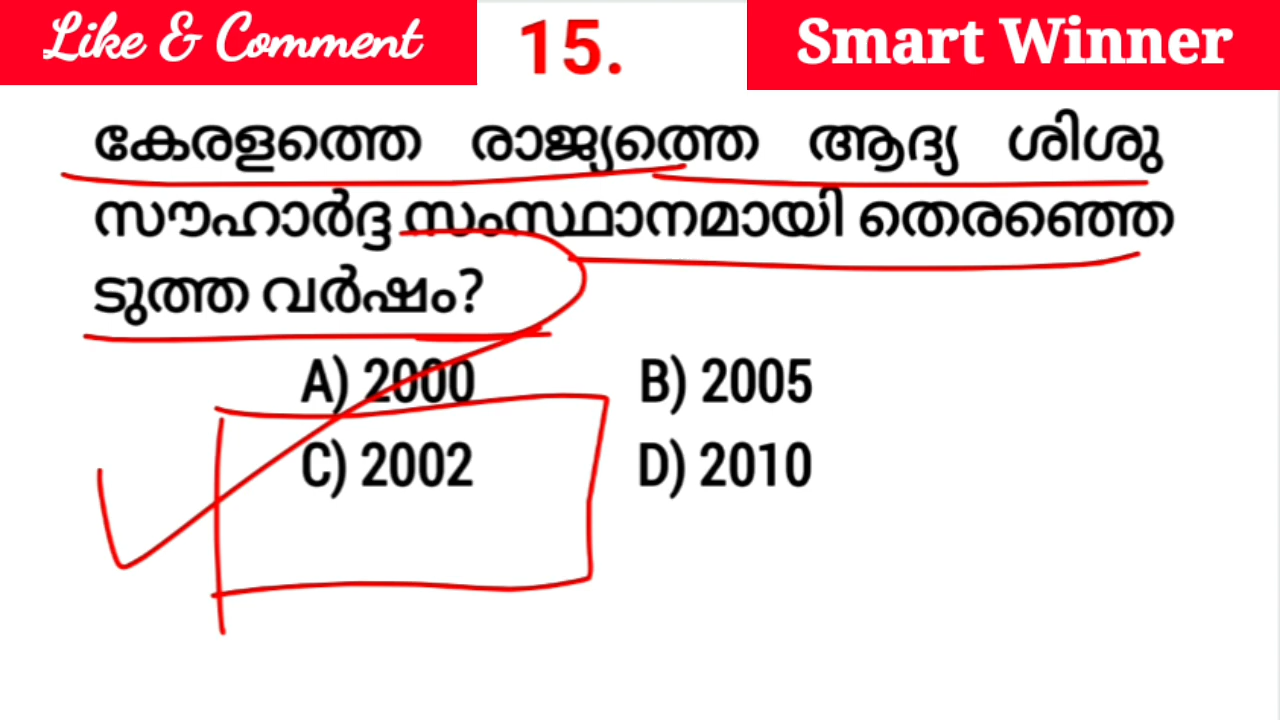 Like & Comment
15.
Smart Winner
കേരളത്തെ രാജ്യത്തെ ആദ്യ ശിശു
സൗഹാർദ്ദ സംസ്ഥാനമായി തെരഞ്ഞെ
ടുത്ത വർഷം?
A) 2000 B) 2005
C) 2002 D) 2010